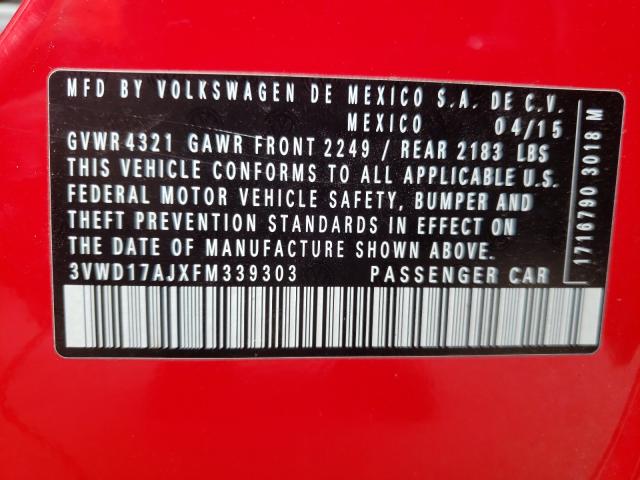 MFD BY VOLKSWAGEN DE MEXICO S.A. DE C.V.
MEXICO 04/15
GVWR 4321 GAWR FRONT 2249 / REAR 2183 LBS
THIS VEHICLE CONFORMS TO ALL APPLICABLE U.S.
FEDERAL MOTOR VEHICLE SAFETY, BUMPER AND
THEFT PREVENTION STANDARDS IN EFFECT ON
THE DATE OF MANUFACTURE SHOWN ABOVE.
3VWD17AJXFM339303 PASSENGER CAR
1716790 3018 M